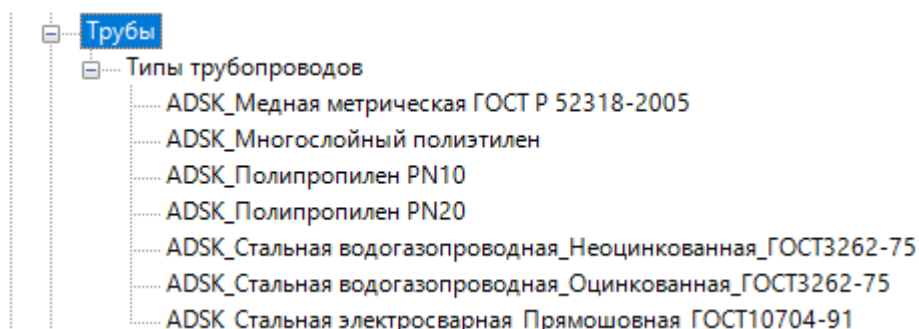 Трубы
Типы трубопроводов
ADSK_Медная метрическая ГОСТ Р 52318-2005
ADSK_Многослойный полиэтилен
ADSK_Полипропилен PN10
ADSK_Полипропилен PN20
ADSK_Стальная водогазопроводная_Неоцинкованная_ГОСТ3262-75
ADSK_Стальная водогазопроводная_Оцинкованная_ГОСТ3262-75
ADSK_Стальная электросварная_Прямошовная_ГОСТ10704-91